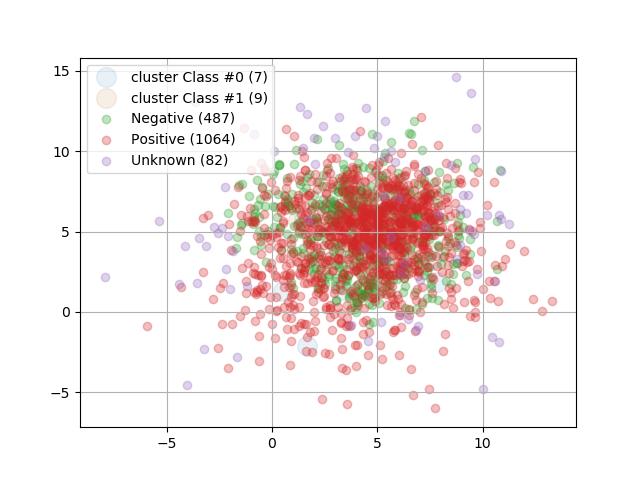 cluster Class #0 (7)
cluster Class #1 (9)
Negative (487)
Positive (1064)
Unknown (82)
15
10
5
0
−5
−5
0
5
10